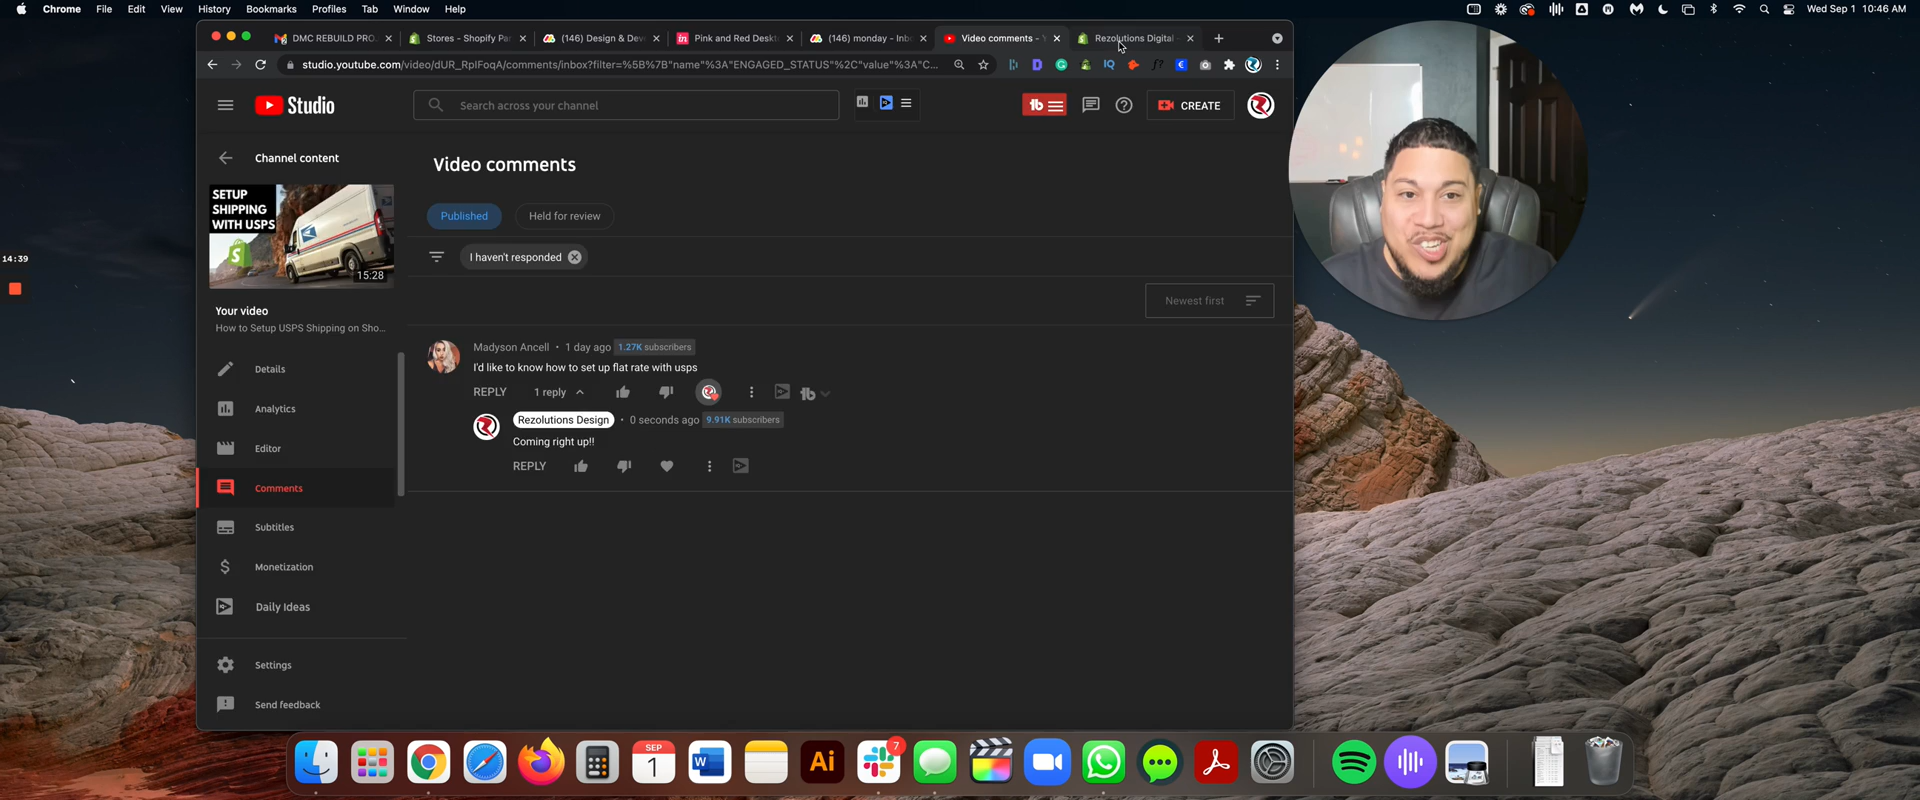 Chrome File Edit View History Bookmarks Profiles Tab Window Help Wed Sep 1 10:46 AM
DMC REBUILD PRO Stores - Shopify Pa (146) Design & Dev Pink and Red Deskt (146) monday - Inb Video comments - Y Rezolutions Digital
studio.youtube.com/video/dUR_RpIFoqA/comments/inbox?filter=%5B%7B"name"%3A"ENGAGED_STATUS"%2C"value"%3A"C...
Studio
Search across your channel
CREATE
Channel content
Video comments
SETUP
SHIPPING
WITH USPS
15:28
Published Held for review
I haven't responded
14:39
Newest first
Your video
How to Setup USPS Shipping on Sho...
Details
Analytics
Editor
Comments
Subtitles
Monetization
Daily Ideas
Settings
Send feedback
Madyson Ancell • 1 day ago 1.27K subscribers
I'd like to know how to set up flat rate with usps
REPLY 1 reply
Rezolutions Design • 0 seconds ago 9.91K subscribers
Coming right up!!
REPLY
SEP
1
W
Ai
7